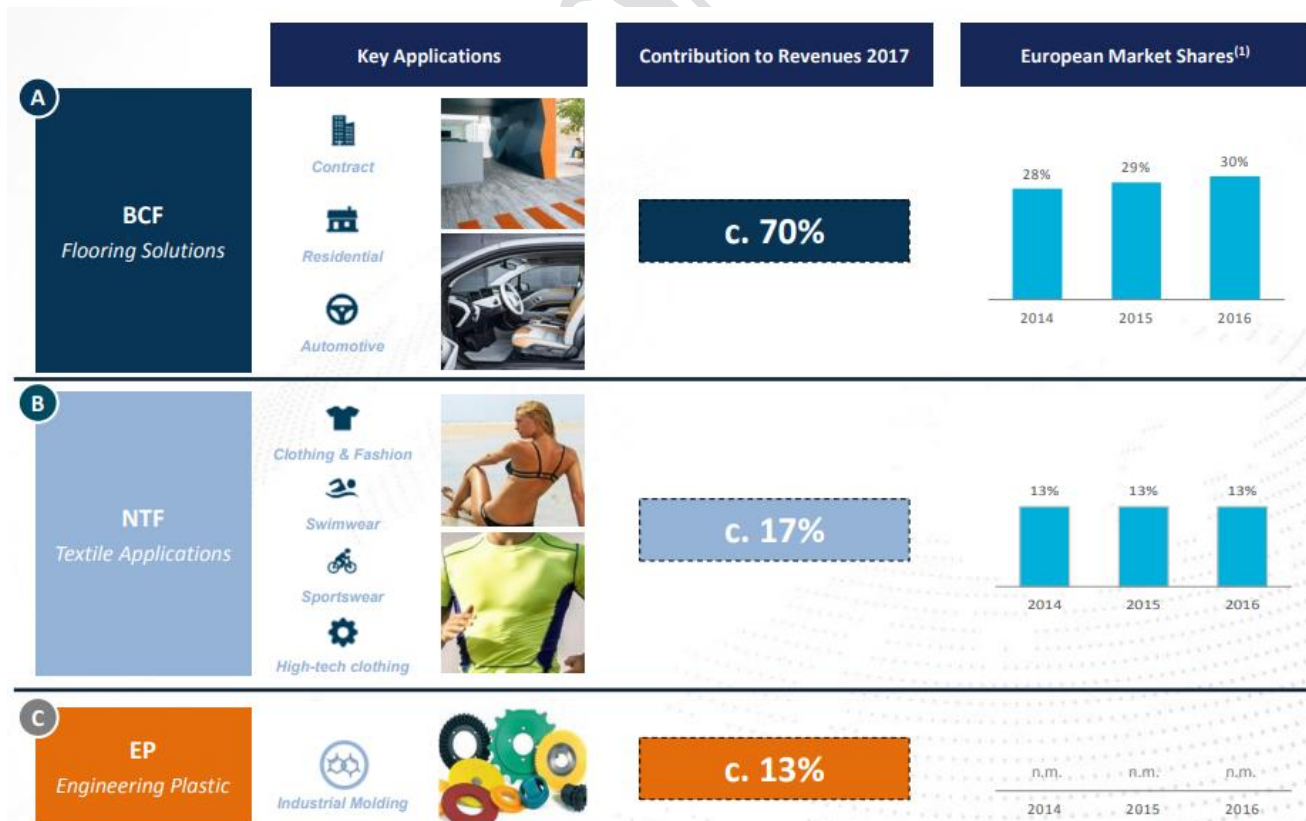 Key Applications
Contribution to Revenues 2017
European Market Shares(1)
A
BCF
Flooring Solutions
Contract
Residential
Automotive
c. 70%
28%
29%
30%
2014
2015
2016
B
NTF
Textile Applications
Clothing & Fashion
Swimwear
Sportswear
High-tech clothing
c. 17%
13%
13%
13%
2014
2015
2016
C
EP
Engineering Plastic
Industrial Molding
c. 13%
n.m.
n.m.
n.m.
2014
2015
2016